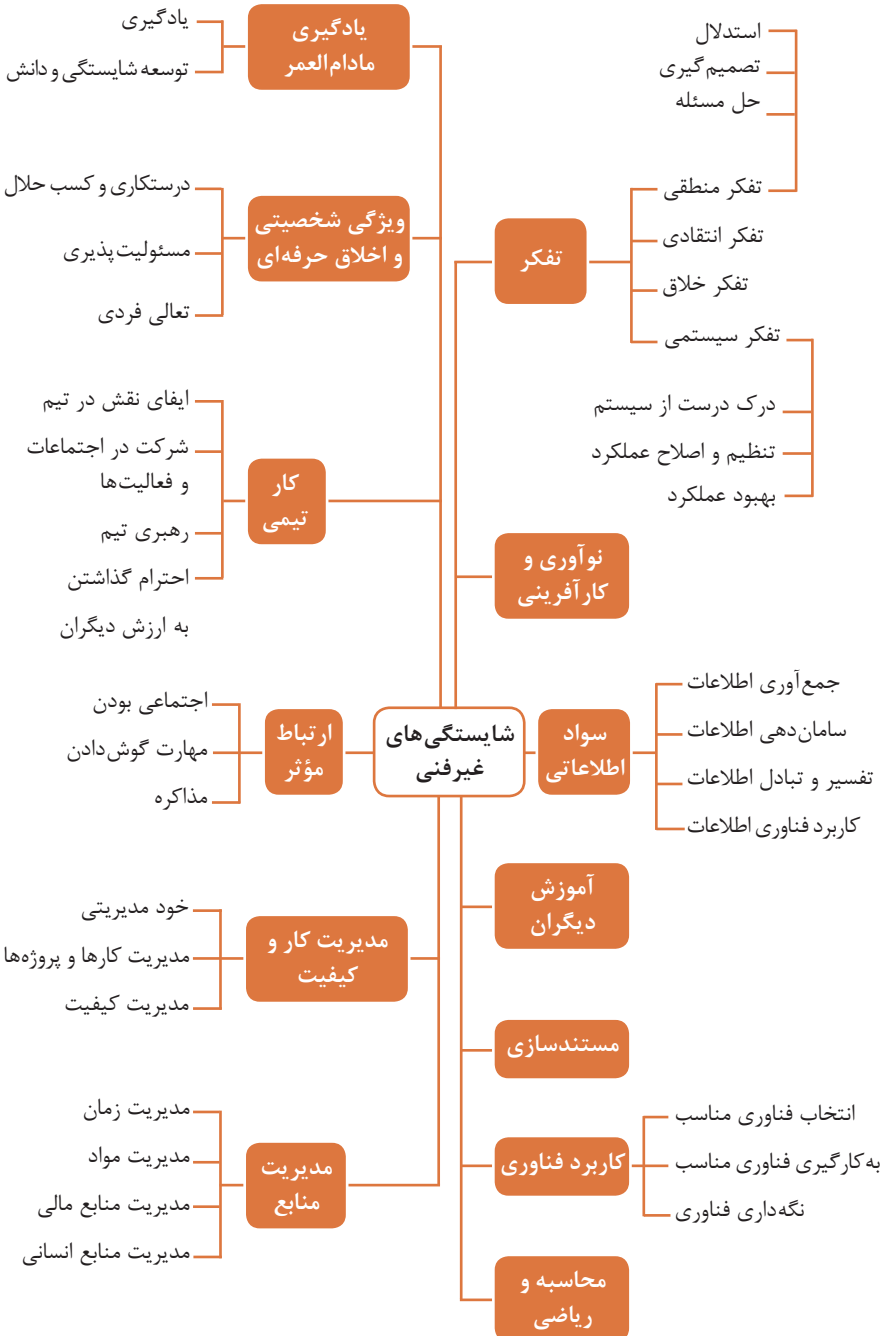 شایستگی‌های
غیرفنی
تفکر
استدلال
تصمیم‌گیری
حل مسئله
تفکر منطقی
تفکر انتقادی
تفکر خلاق
تفکر سیستمی
درک درست از سیستم
تنظیم و اصلاح عملکرد
بهبود عملکرد
نوآوری و
کارآفرینی
سواد
اطلاعاتی
جمع‌آوری اطلاعات
سامان‌دهی اطلاعات
تفسیر و تبادل اطلاعات
کاربرد فناوری اطلاعات
آموزش
دیگران
مستندسازی
کاربرد فناوری
انتخاب فناوری مناسب
به‌کارگیری فناوری مناسب
نگه‌داری فناوری
محاسبه و
ریاضی
یادگیری
مادام‌العمر
یادگیری
توسعه شایستگی و دانش
ویژگی شخصیتی
و اخلاق حرفه‌ای
درستکاری و کسب حلال
مسئولیت‌پذیری
تعالی فردی
کار
تیمی
ایفای نقش در تیم
شرکت در اجتماعات
و فعالیت‌ها
رهبری تیم
احترام گذاشتن
به ارزش دیگران
ارتباط
مؤثر
اجتماعی بودن
مهارت گوش‌دادن
مذاکره
مدیریت کار و
کیفیت
خود مدیریتی
مدیریت کارها و پروژه‌ها
مدیریت کیفیت
مدیریت
منابع
مدیریت زمان
مدیریت مواد
مدیریت منابع مالی
مدیریت منابع انسانی